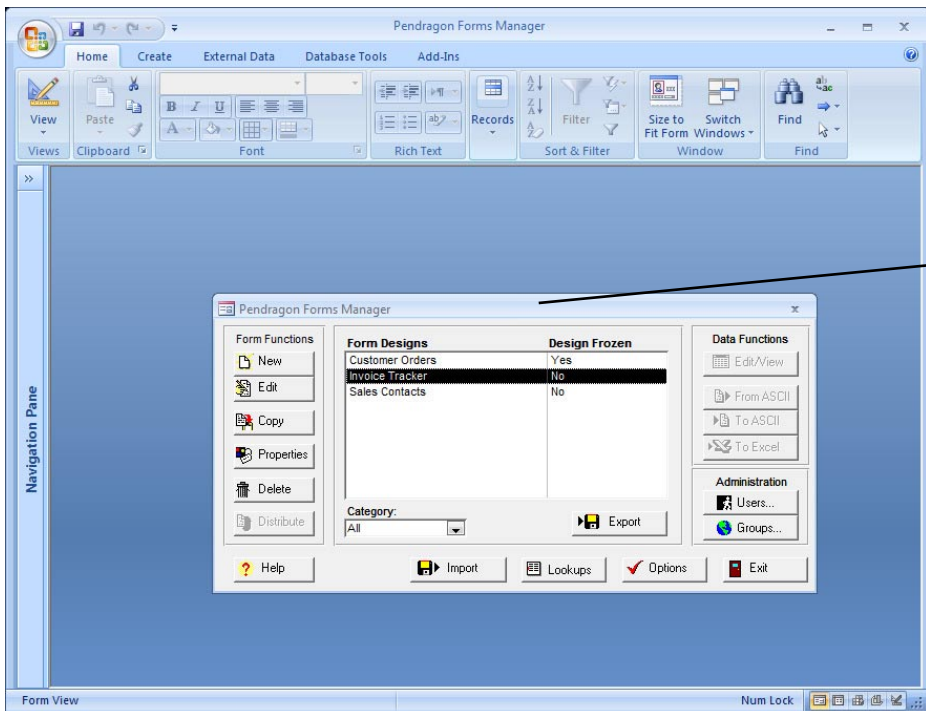 Pendragon Forms Manager
Home Create External Data Database Tools Add-Ins
View Paste B I U A Records Filter Size to Fit Form Switch Windows Find
Views Clipboard Font Rich Text Sort & Filter Window Find
Navigation Pane
Pendragon Forms Manager
Form Functions
New
Edit
Copy
Properties
Delete
Distribute
Form Designs Design Frozen
Customer Orders Yes
Invoice Tracker No
Sales Contacts No
Category:
All
Export
Data Functions
Edit/View
From ASCII
To ASCII
To Excel
Administration
Users...
Groups...
Help Import Lookups Options Exit
Form View Num Lock